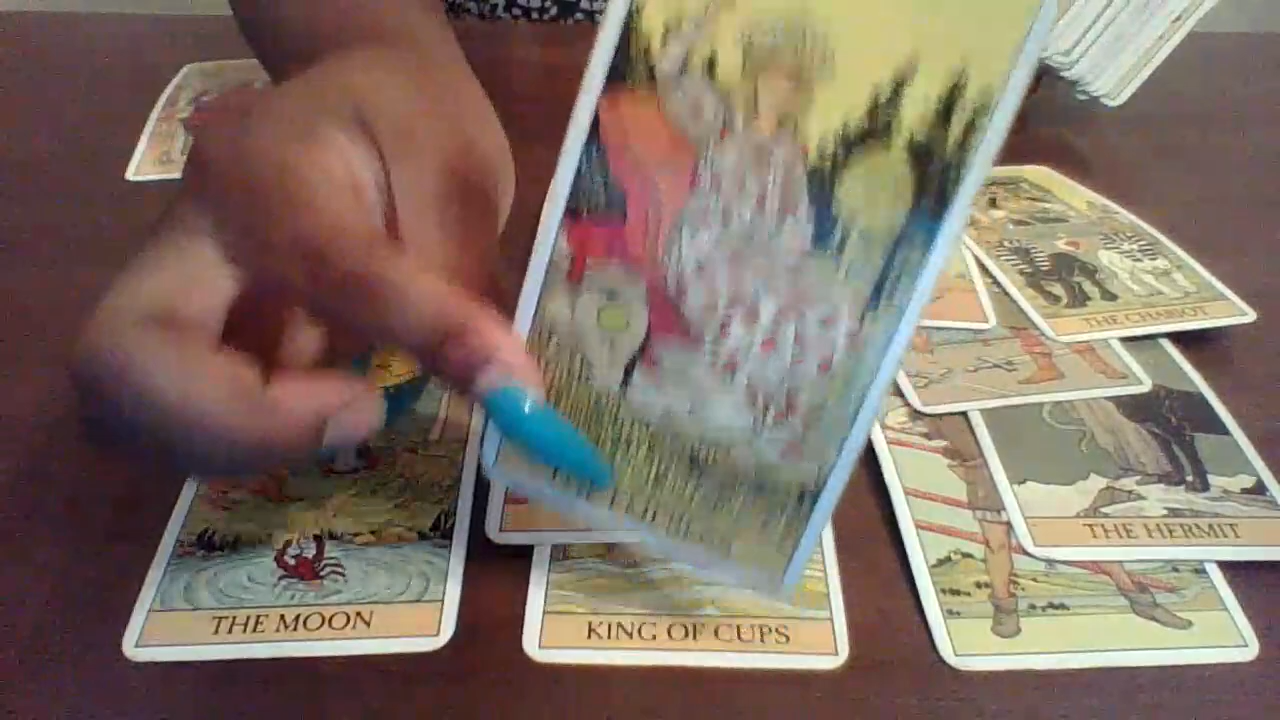 THE CHARIOT
THE HERMIT
THE MOON
KING OF CUPS